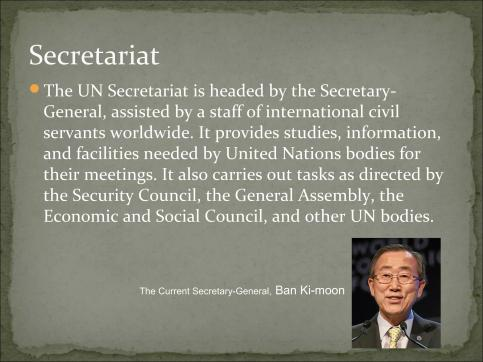 Secretariat
The UN Secretariat is headed by the Secretary-
General, assisted by a staff of international civil
servants worldwide. It provides studies, information,
and facilities needed by United Nations bodies for
their meetings. It also carries out tasks as directed by
the Security Council, the General Assembly, the
Economic and Social Council, and other UN bodies.
The Current Secretary-General, Ban Ki-moon